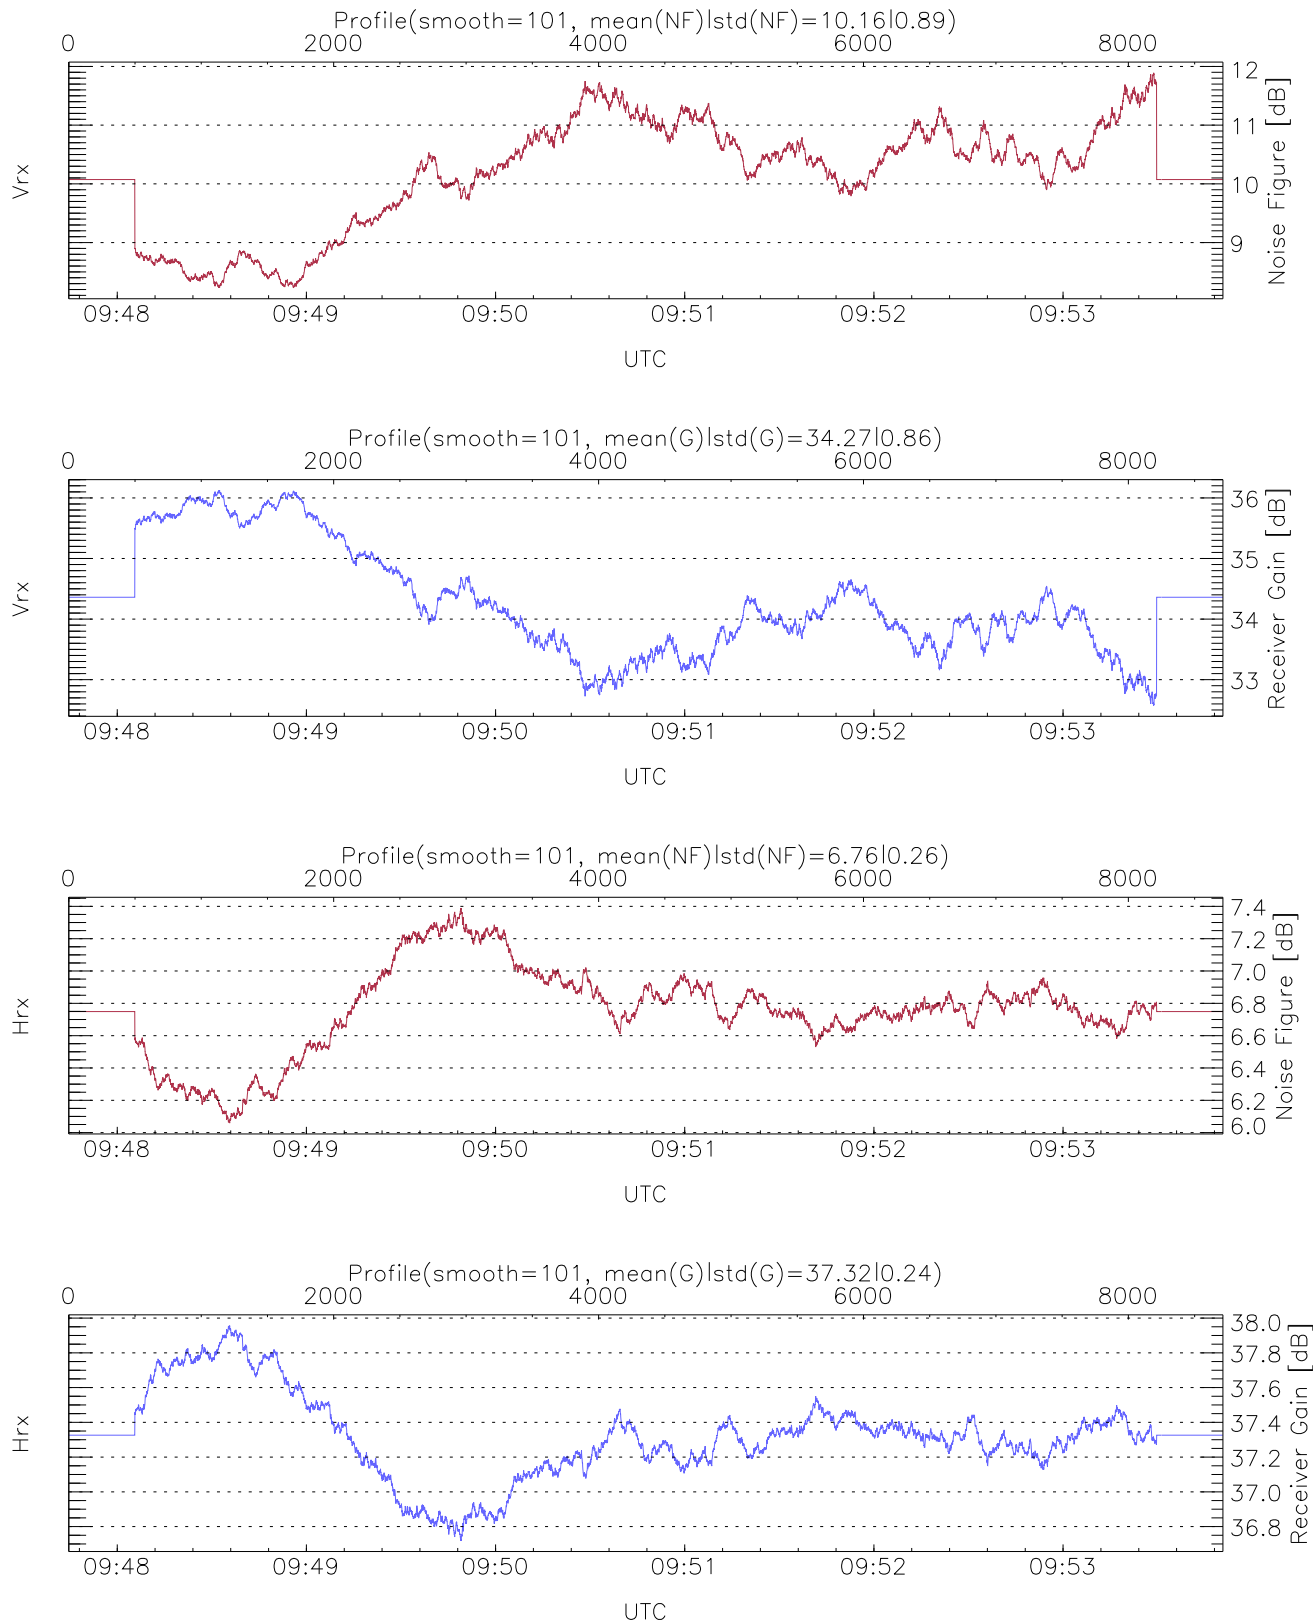 Profile(smooth=101, mean(NF)|std(NF)=10.16|0.89)
0 2000 4000 6000 8000
Vrx
12
11
10
9
Noise Figure [dB]
09:48 09:49 09:50 09:51 09:52 09:53
UTC
Profile(smooth=101, mean(G)|std(G)=34.27|0.86)
0 2000 4000 6000 8000
Vrx
36
35
34
33
Receiver Gain [dB]
09:48 09:49 09:50 09:51 09:52 09:53
UTC
Profile(smooth=101, mean(NF)|std(NF)=6.76|0.26)
0 2000 4000 6000 8000
Hrx
7.4
7.2
7.0
6.8
6.6
6.4
6.2
6.0
Noise Figure [dB]
09:48 09:49 09:50 09:51 09:52 09:53
UTC
Profile(smooth=101, mean(G)|std(G)=37.32|0.24)
0 2000 4000 6000 8000
Hrx
38.0
37.8
37.6
37.4
37.2
37.0
36.8
Receiver Gain [dB]
09:48 09:49 09:50 09:51 09:52 09:53
UTC